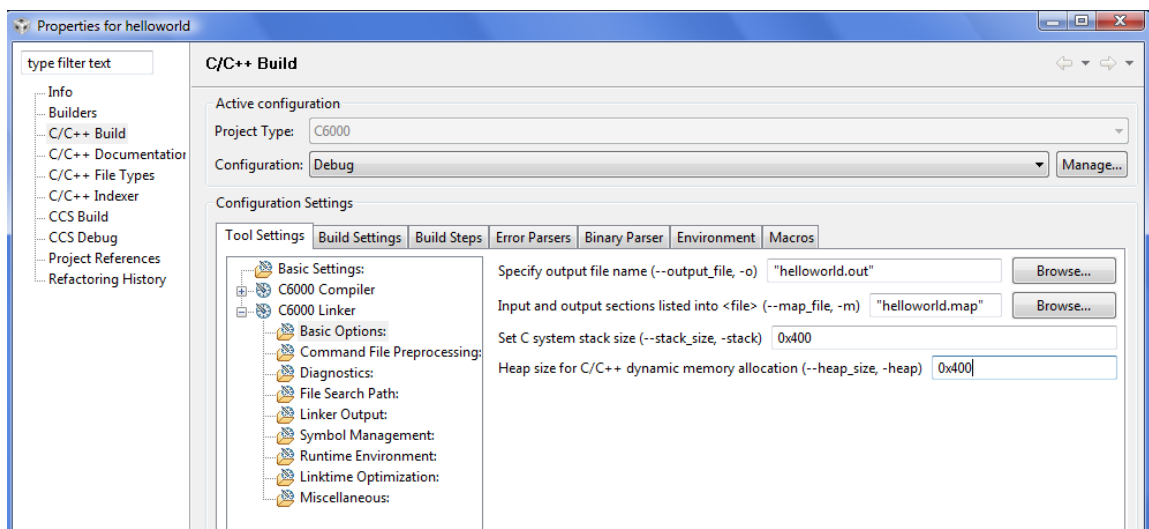 Properties for helloworld
type filter text
Info
Builders
C/C++ Build
C/C++ Documentation
C/C++ File Types
C/C++ Indexer
CCS Build
CCS Debug
Project References
Refactoring History
C/C++ Build
Active configuration
Project Type: C6000
Configuration: Debug Manage...
Configuration Settings
Tool Settings Build Settings Build Steps Error Parsers Binary Parser Environment Macros
Basic Settings:
C6000 Compiler
C6000 Linker
Basic Options:
Command File Preprocessing:
Diagnostics:
File Search Path:
Linker Output:
Symbol Management:
Runtime Environment:
Linktime Optimization:
Miscellaneous:
Specify output file name (--output_file, -o) "helloworld.out" Browse...
Input and output sections listed into <file> (--map_file, -m) "helloworld.map" Browse...
Set C system stack size (--stack_size, -stack) 0x400
Heap size for C/C++ dynamic memory allocation (--heap_size, -heap) 0x400